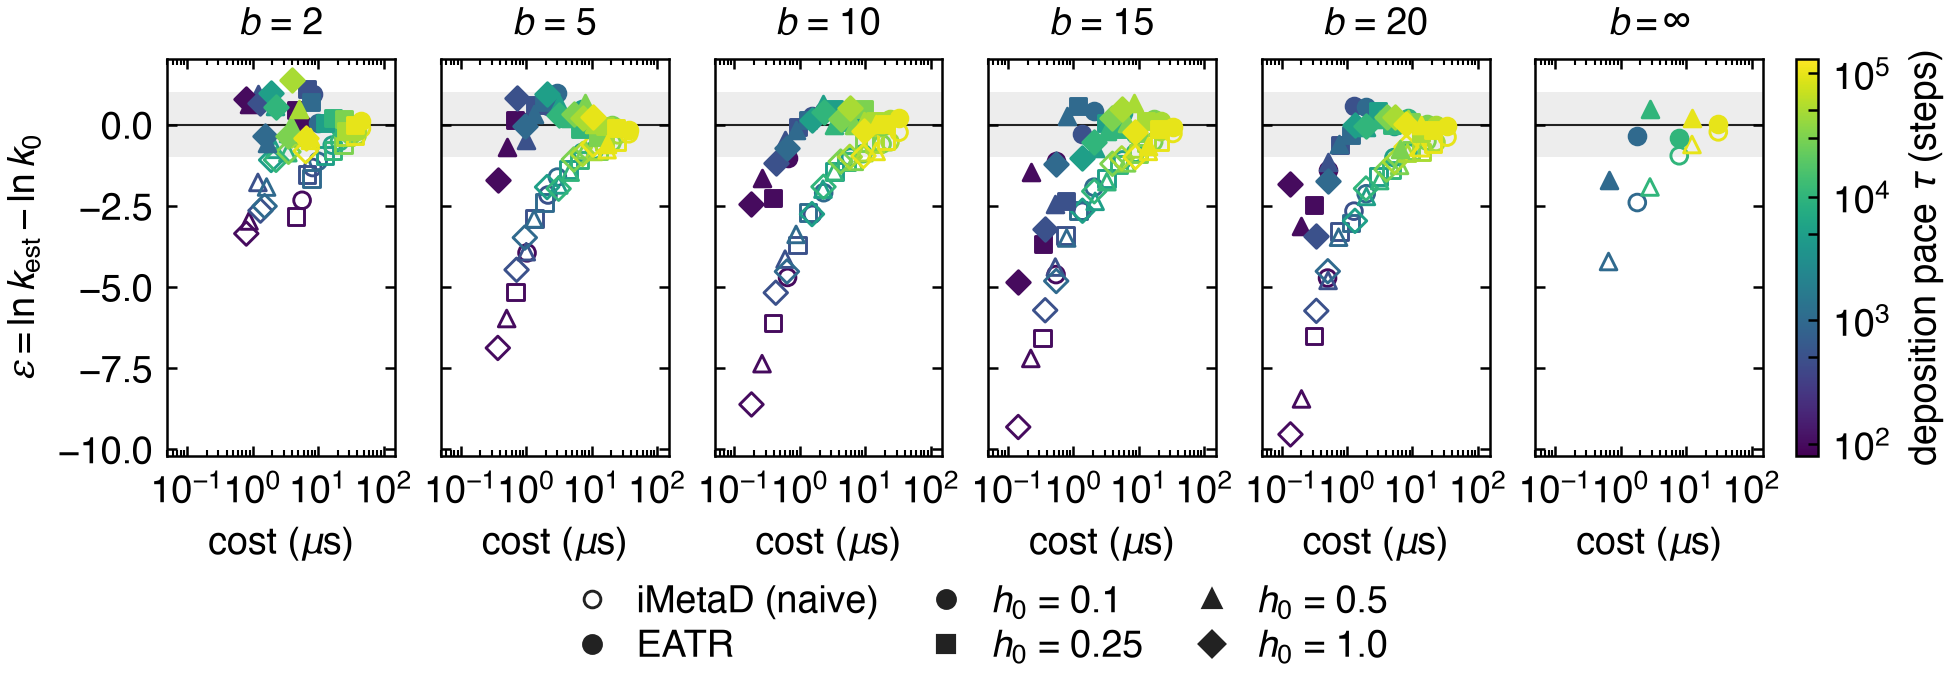 b = 2 b = 5 b = 10 b = 15 b = 20 b = ∞
ε = ln k_est − ln k_0
0.0
−2.5
−5.0
−7.5
−10.0
10^−1 10^0 10^1 10^2 10^−1 10^0 10^1 10^2 10^−1 10^0 10^1 10^2 10^−1 10^0 10^1 10^2 10^−1 10^0 10^1 10^2 10^−1 10^0 10^1 10^2
cost (μs) cost (μs) cost (μs) cost (μs) cost (μs) cost (μs)
10^5
10^4
10^3
10^2
deposition pace τ (steps)
iMetaD (naive) h_0 = 0.1 h_0 = 0.5
EATR h_0 = 0.25 h_0 = 1.0